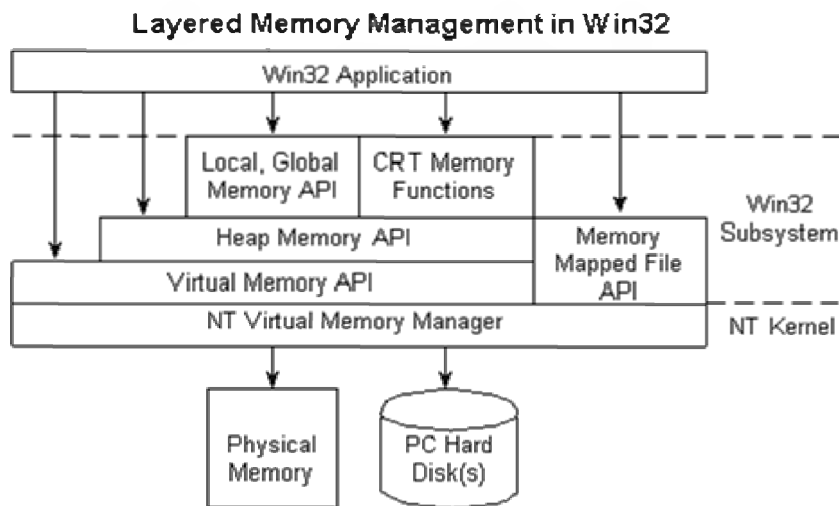 Layered Memory Management in Win32
Win32 Application
Local, Global
Memory API
CRT Memory
Functions
Heap Memory API
Memory
Mapped File
API
Win32
Subsystem
Virtual Memory API
NT Virtual Memory Manager
NT Kernel
Physical
Memory
PC Hard
Disk(s)